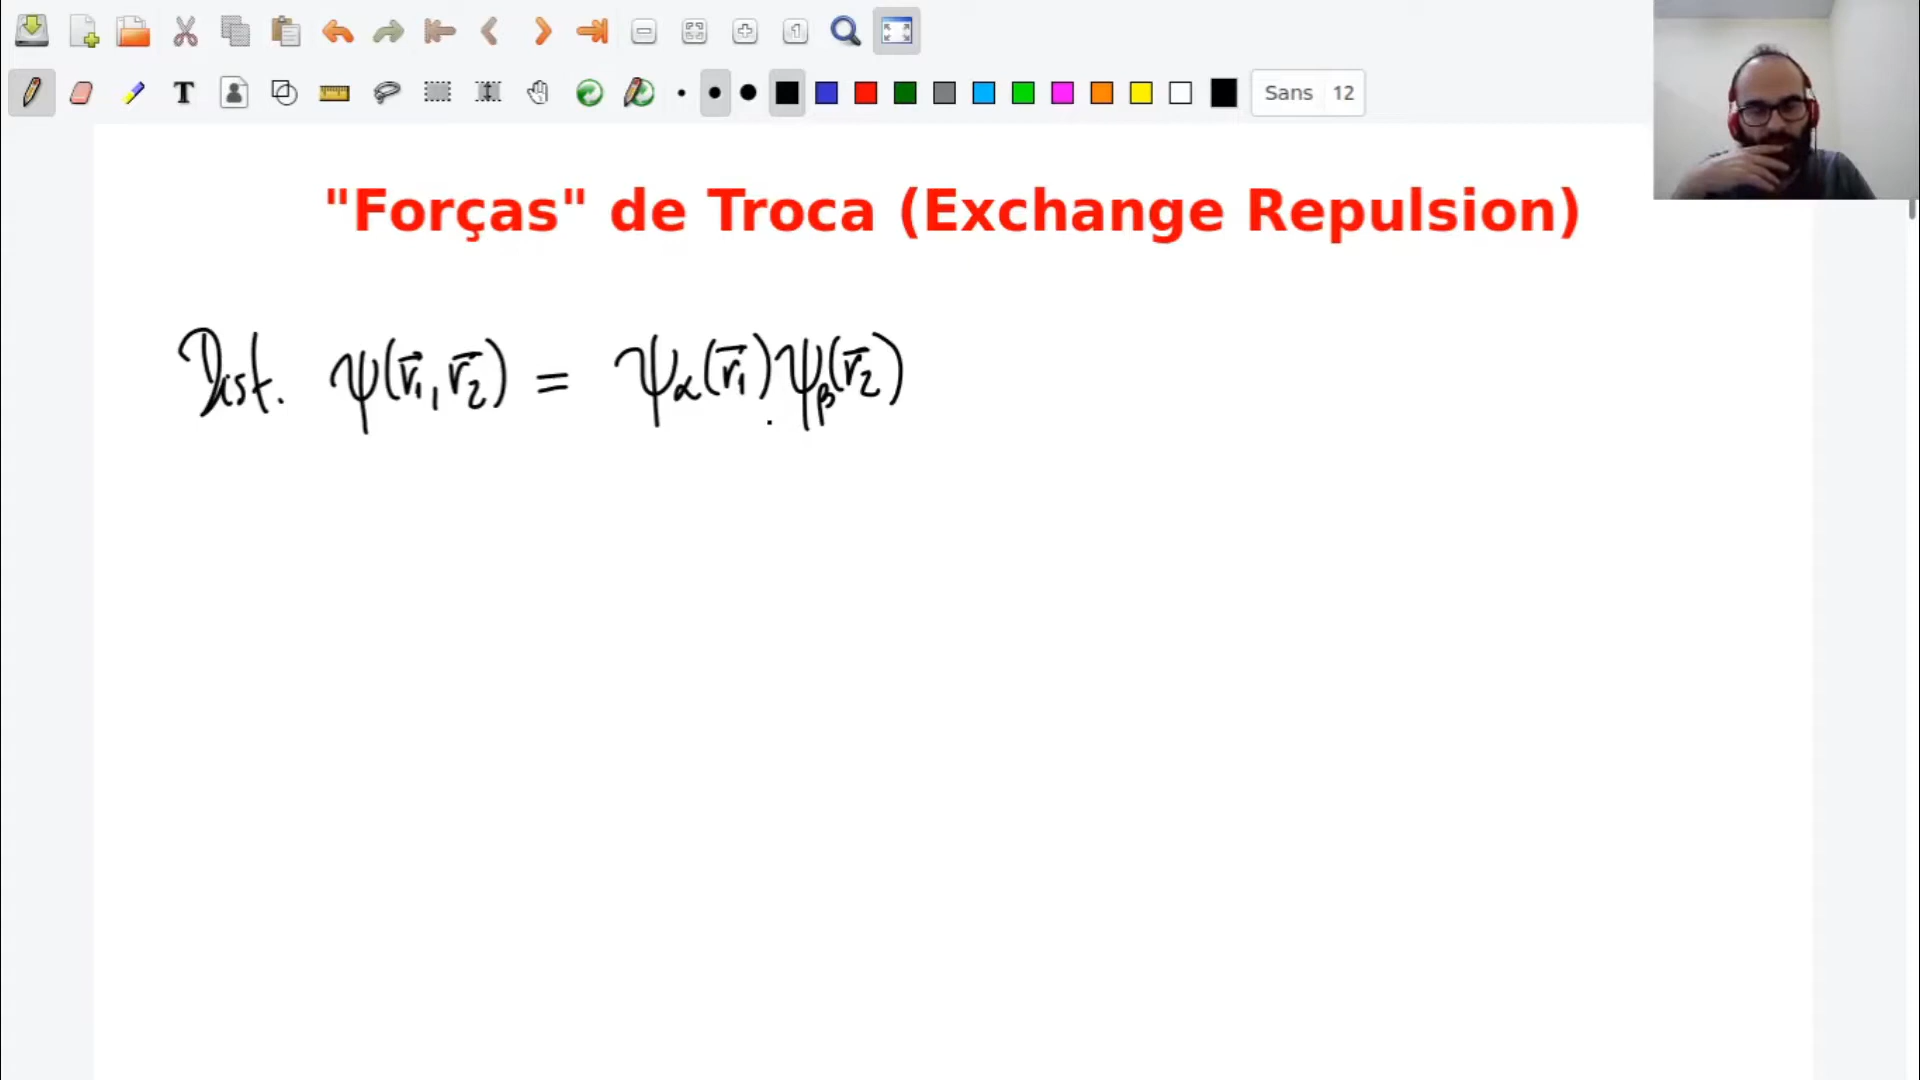 T Sans 12
"Forças" de Troca (Exchange Repulsion)
Dist. ψ(r⃗₁, r⃗₂) = ψα(r⃗₁)ψβ(r⃗₂)